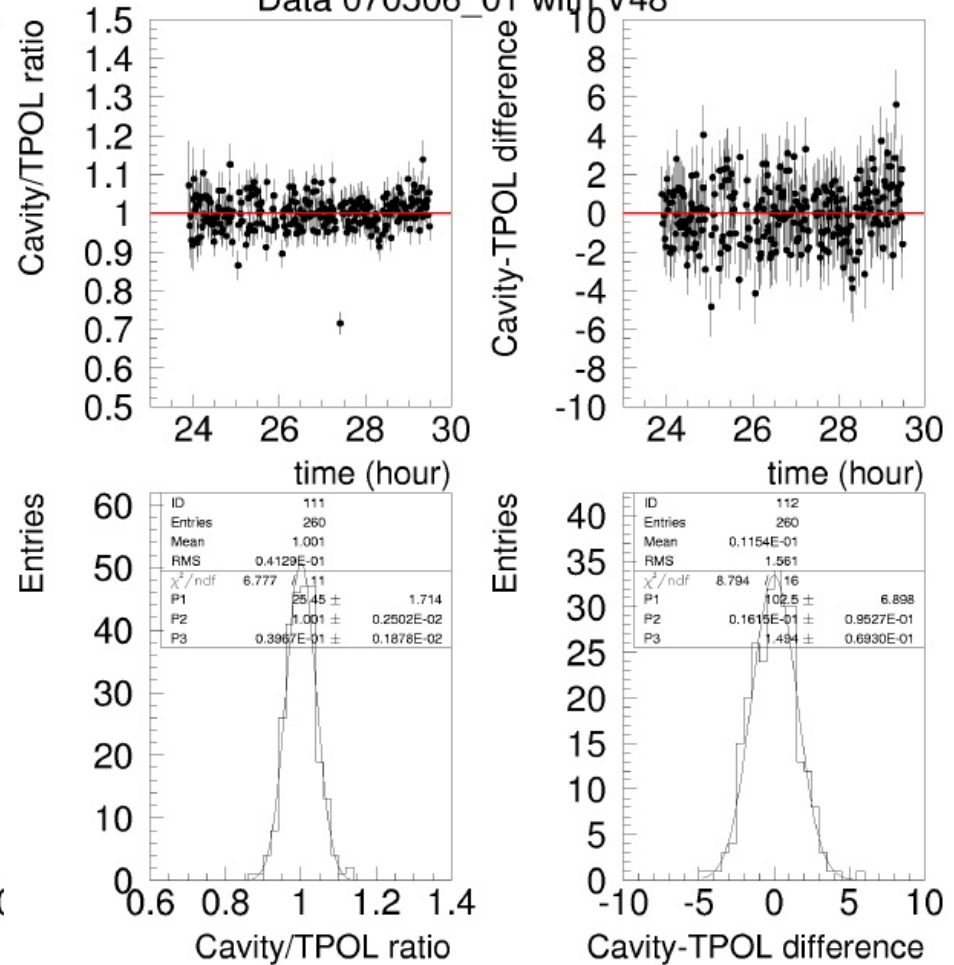 Data 070506_01 with V48
Cavity/TPOL ratio
1.5
1.4
1.3
1.2
1.1
1
0.9
0.8
0.7
0.6
0.5
24 26 28 30
time (hour)
Cavity-TPOL difference
10
8
6
4
2
0
-2
-4
-6
-8
-10
24 26 28 30
time (hour)
Entries
60
50
40
30
20
10
0
ID 111
Entries 260
Mean 1.001
RMS 0.4129E-01
χ²/ndf 6.777 / 11
P1 25.45 ± 1.714
P2 1.001 ± 0.2502E-02
P3 0.3967E-01 ± 0.1878E-02
0.6 0.8 1 1.2 1.4
Cavity/TPOL ratio
Entries
40
35
30
25
20
15
10
5
0
ID 112
Entries 260
Mean 0.1154E-01
RMS 1.561
χ²/ndf 8.794 / 16
P1 102.5 ± 6.898
P2 0.1615E-01 ± 0.9527E-01
P3 1.494 ± 0.6930E-01
-10 -5 0 5 10
Cavity-TPOL difference